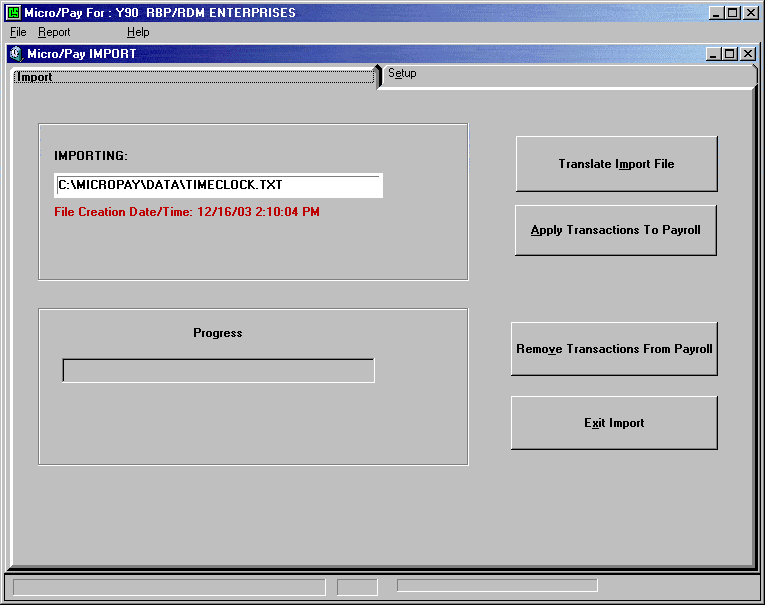 Micro/Pay For : Y90 RBP/RDM ENTERPRISES
File Report Help
Micro/Pay IMPORT
Import Setup
IMPORTING:
C:\MICROPAY\DATA\TIMECLOCK.TXT
File Creation Date/Time: 12/16/03 2:10:04 PM
Translate Import File
Apply Transactions To Payroll
Progress
Remove Transactions From Payroll
Exit Import